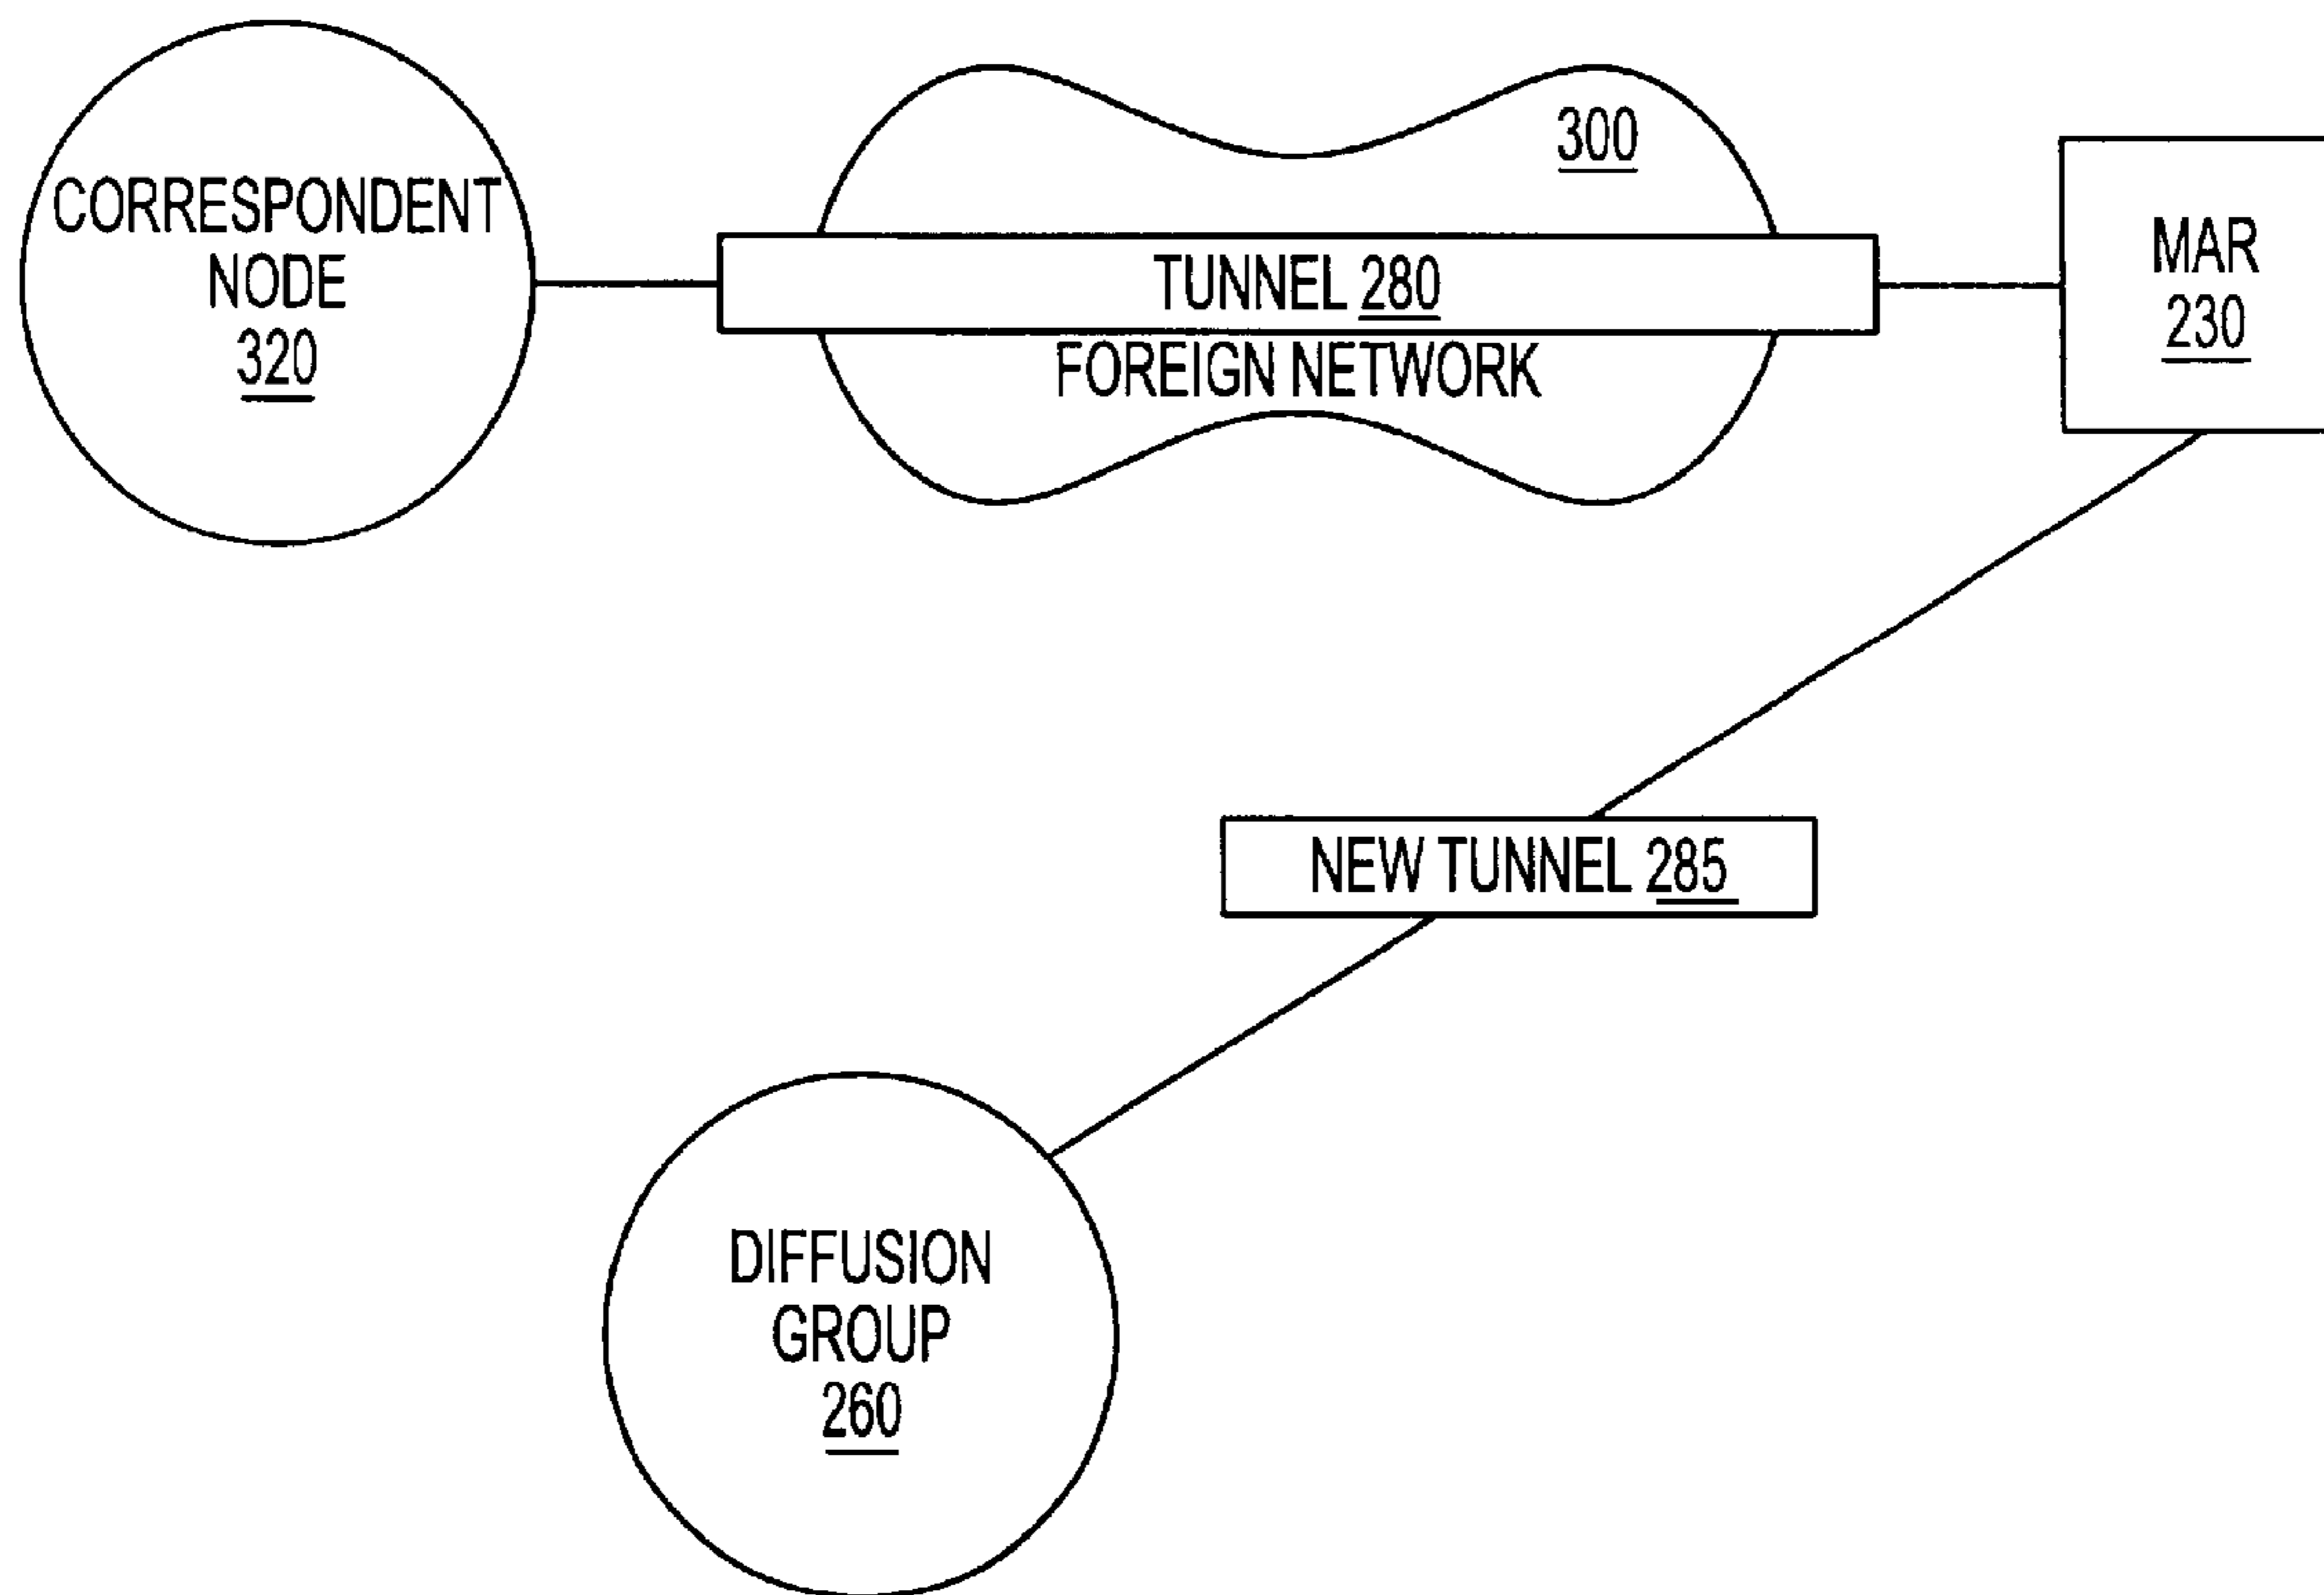 CORRESPONDENT
NODE
320
300
TUNNEL 280
FOREIGN NETWORK
MAR
230
NEW TUNNEL 285
DIFFUSION
GROUP
260